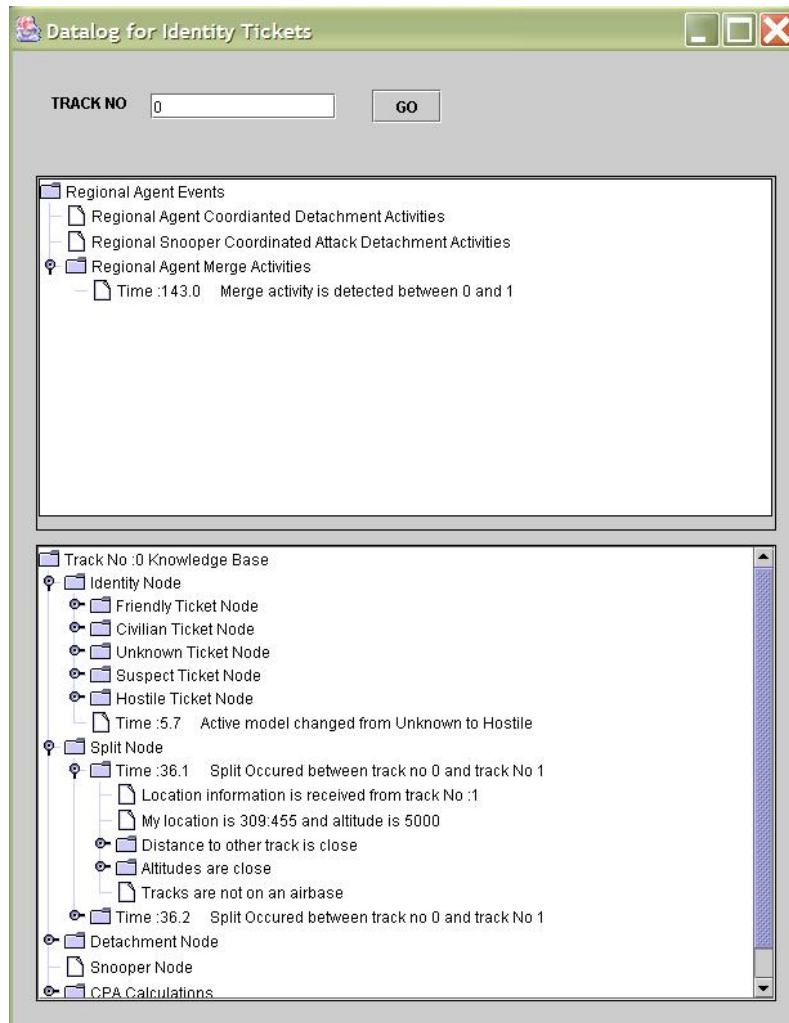 Datalog for Identity Tickets
TRACK NO 0 GO
Regional Agent Events
Regional Agent Coordianted Detachment Activities
Regional Snooper Coordinated Attack Detachment Activities
Regional Agent Merge Activities
Time :143.0 Merge activity is detected between 0 and 1
Track No :0 Knowledge Base
Identity Node
Friendly Ticket Node
Civilian Ticket Node
Unknown Ticket Node
Suspect Ticket Node
Hostile Ticket Node
Time :5.7 Active model changed from Unknown to Hostile
Split Node
Time :36.1 Split Occured between track no 0 and track No 1
Location information is received from track No :1
My location is 309:455 and altitude is 5000
Distance to other track is close
Altitudes are close
Tracks are not on an airbase
Time :36.2 Split Occured between track no 0 and track No 1
Detachment Node
Snooper Node
CPA Calculations